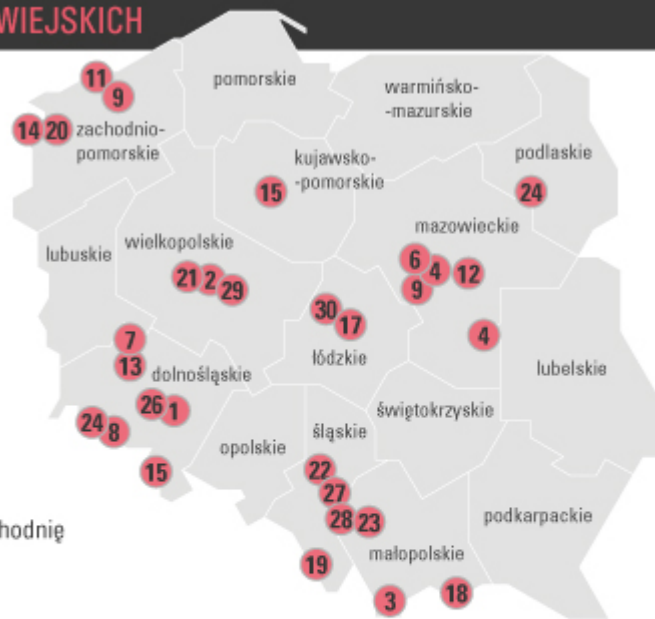 WIEJSKICH
pomorskie
warmińsko-
-mazurskie
11
9
14 20
zachodnio-
pomorskie
kujawsko-
-pomorskie
15
podlaskie
24
mazowieckie
wielkopolskie
lubuskie
6
4
12
9
21 2 29
30
17
4
7
13
łódzkie
lubelskie
dolnośląskie
26 1
świętokrzyskie
24 8
śląskie
opolskie
15
22
27
28 23
podkarpackie
hodnię
małopolskie
19
3
18